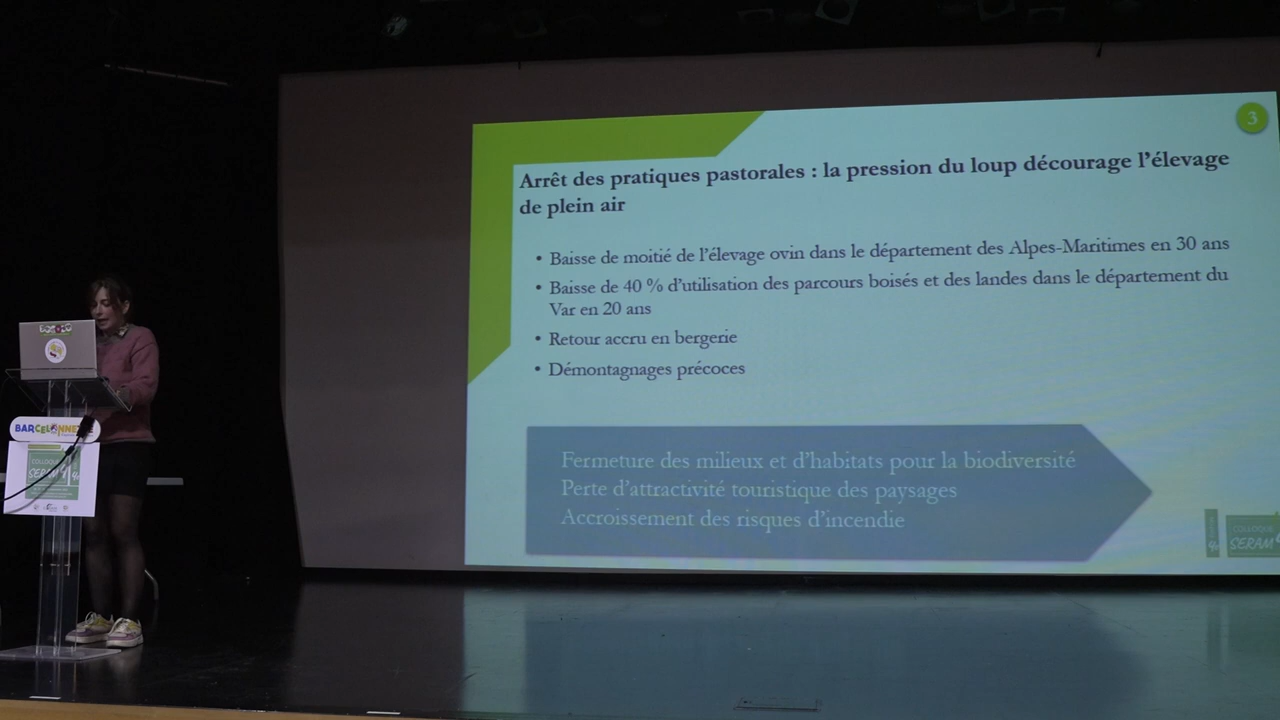 3
Arrêt des pratiques pastorales : la pression du loup décourage l'élevage
de plein air
• Baisse de moitié de l'élevage ovin dans le département des Alpes-Maritimes en 30 ans
• Baisse de 40 % d'utilisation des parcours boisés et des landes dans le département du
Var en 20 ans
• Retour accru en bergerie
• Démontagnages précoces
Fermeture des milieux et d'habitats pour la biodiversité
Perte d'attractivité touristique des paysages
Accroissement des risques d'incendie
COLLOQUE
SERAM
BARCELONNETTE
COLLOQUE
SERAM